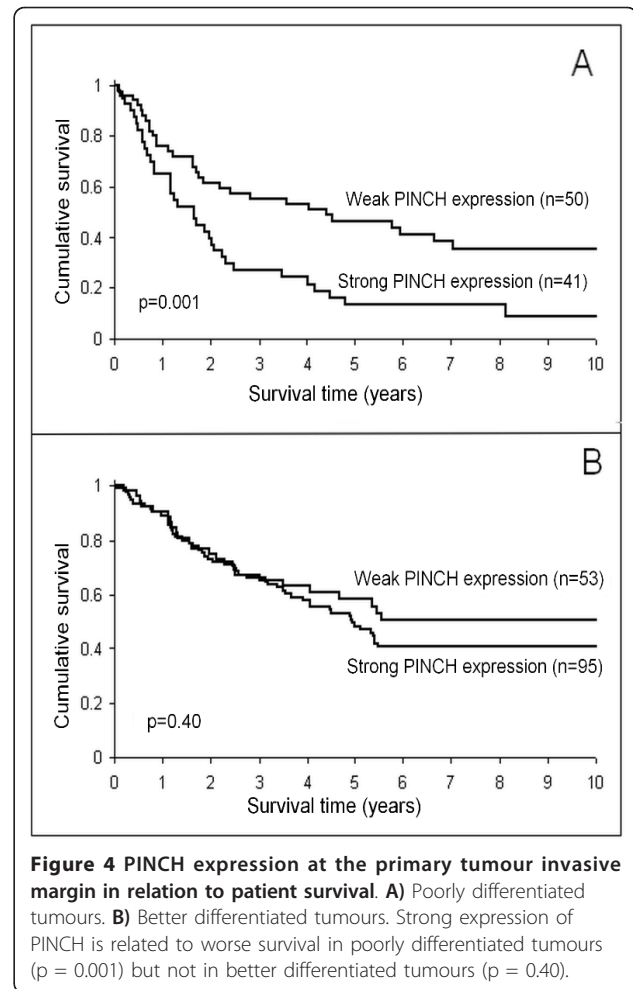 A
1
0.8
0.6
0.4
0.2
0
Cumulative survival
Weak PINCH expression (n=50)
Strong PINCH expression (n=41)
p=0.001
0 1 2 3 4 5 6 7 8 9 10
Survival time (years)
B
1
0.8
0.6
0.4
0.2
0
Cumulative survival
Weak PINCH expression (n=53)
Strong PINCH expression (n=95)
p=0.40
0 1 2 3 4 5 6 7 8 9 10
Survival time (years)
Figure 4 PINCH expression at the primary tumour invasive
margin in relation to patient survival. A) Poorly differentiated
tumours. B) Better differentiated tumours. Strong expression of
PINCH is related to worse survival in poorly differentiated tumours
(p = 0.001) but not in better differentiated tumours (p = 0.40).